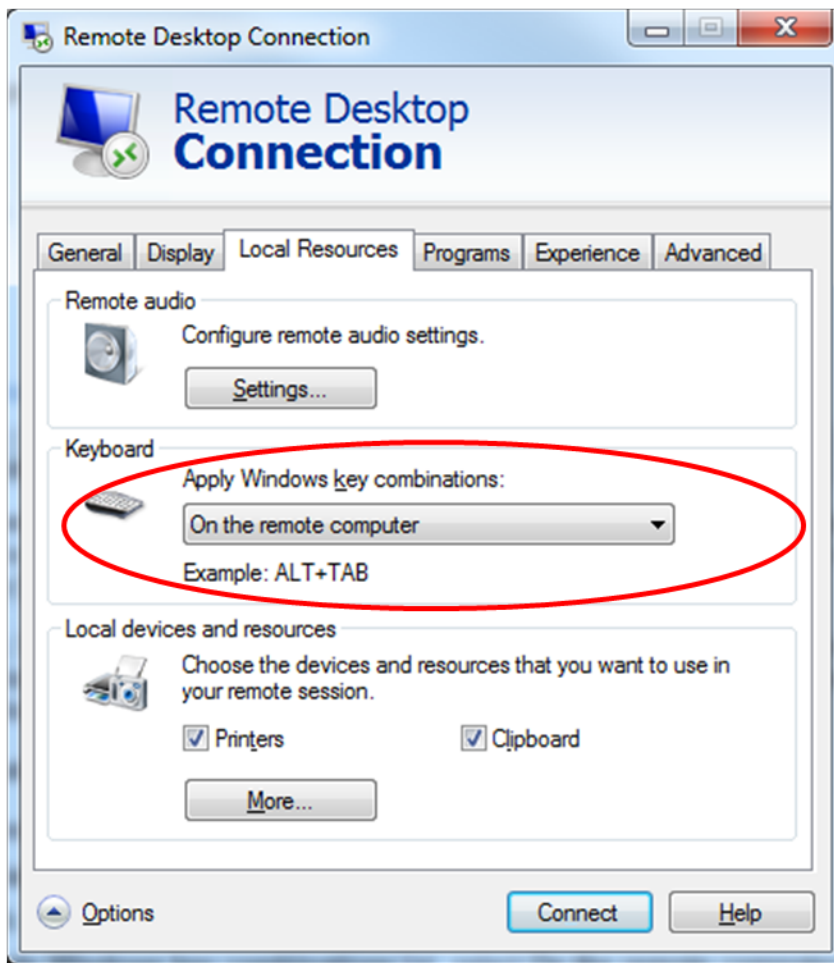 Remote Desktop Connection
Remote Desktop
Connection
General Display Local Resources Programs Experience Advanced
Remote audio
Configure remote audio settings.
Settings...
Keyboard
Apply Windows key combinations:
On the remote computer
Example: ALT+TAB
Local devices and resources
Choose the devices and resources that you want to use in
your remote session.
Printers Clipboard
More...
Options Connect Help